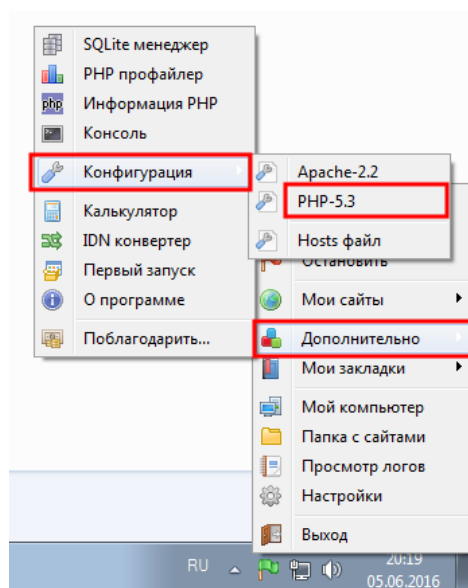 SQLite менеджер
PHP профайлер
php
Информация PHP
Консоль
Конфигурация
Калькулятор
IDN конвертер
Первый запуск
О программе
Поблагодарить...
Apache-2.2
PHP-5.3
Hosts файл
Остановить
Мои сайты
Дополнительно
Мои закладки
Мой компьютер
Папка с сайтами
Просмотр логов
Настройки
Выход
RU
20:19
05.06.2016